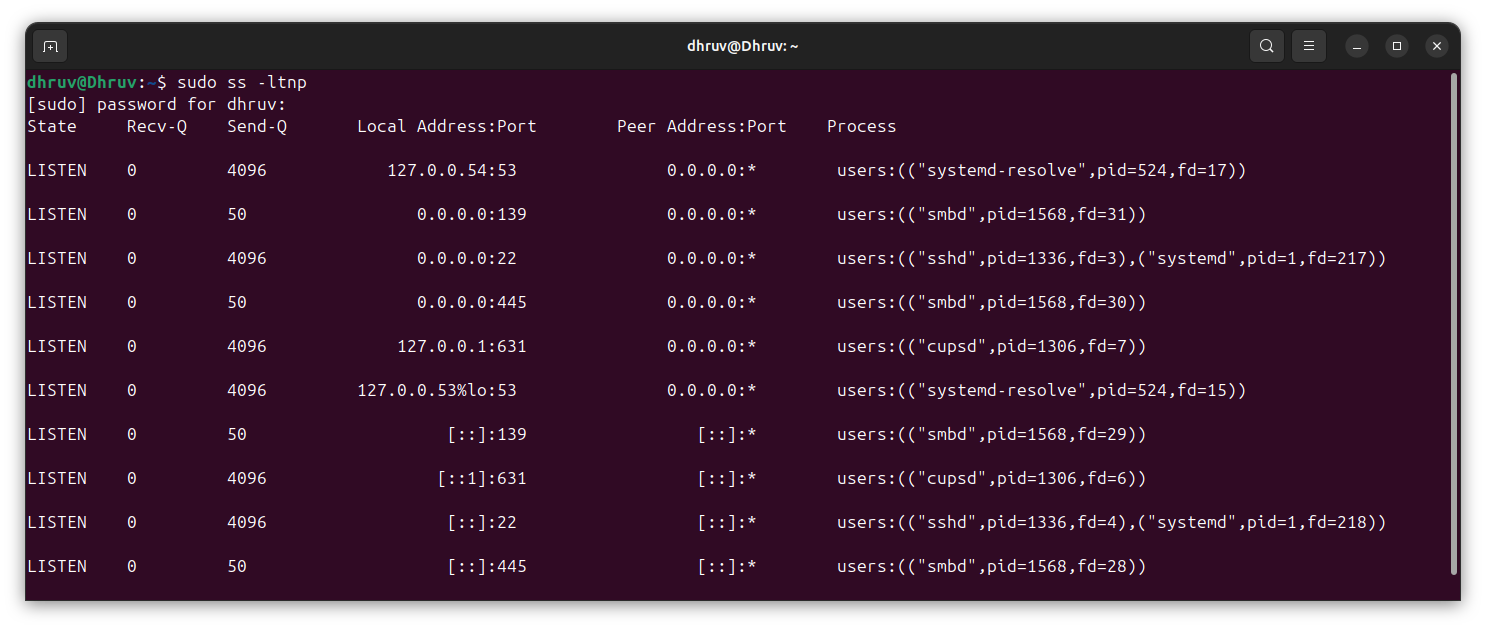 dhruv@Dhruv: ~
dhruv@Dhruv:~$ sudo ss -ltnp
[sudo] password for dhruv:
State Recv-Q Send-Q Local Address:Port Peer Address:Port Process
LISTEN 0 4096 127.0.0.54:53 0.0.0.0:* users:(("systemd-resolve",pid=524,fd=17))
LISTEN 0 50 0.0.0.0:139 0.0.0.0:* users:(("smbd",pid=1568,fd=31))
LISTEN 0 4096 0.0.0.0:22 0.0.0.0:* users:(("sshd",pid=1336,fd=3),("systemd",pid=1,fd=217))
LISTEN 0 50 0.0.0.0:445 0.0.0.0:* users:(("smbd",pid=1568,fd=30))
LISTEN 0 4096 127.0.0.1:631 0.0.0.0:* users:(("cupsd",pid=1306,fd=7))
LISTEN 0 4096 127.0.0.53%lo:53 0.0.0.0:* users:(("systemd-resolve",pid=524,fd=15))
LISTEN 0 50 [::]:139 [::]:* users:(("smbd",pid=1568,fd=29))
LISTEN 0 4096 [::1]:631 [::]:* users:(("cupsd",pid=1306,fd=6))
LISTEN 0 4096 [::]:22 [::]:* users:(("sshd",pid=1336,fd=4),("systemd",pid=1,fd=218))
LISTEN 0 50 [::]:445 [::]:* users:(("smbd",pid=1568,fd=28))